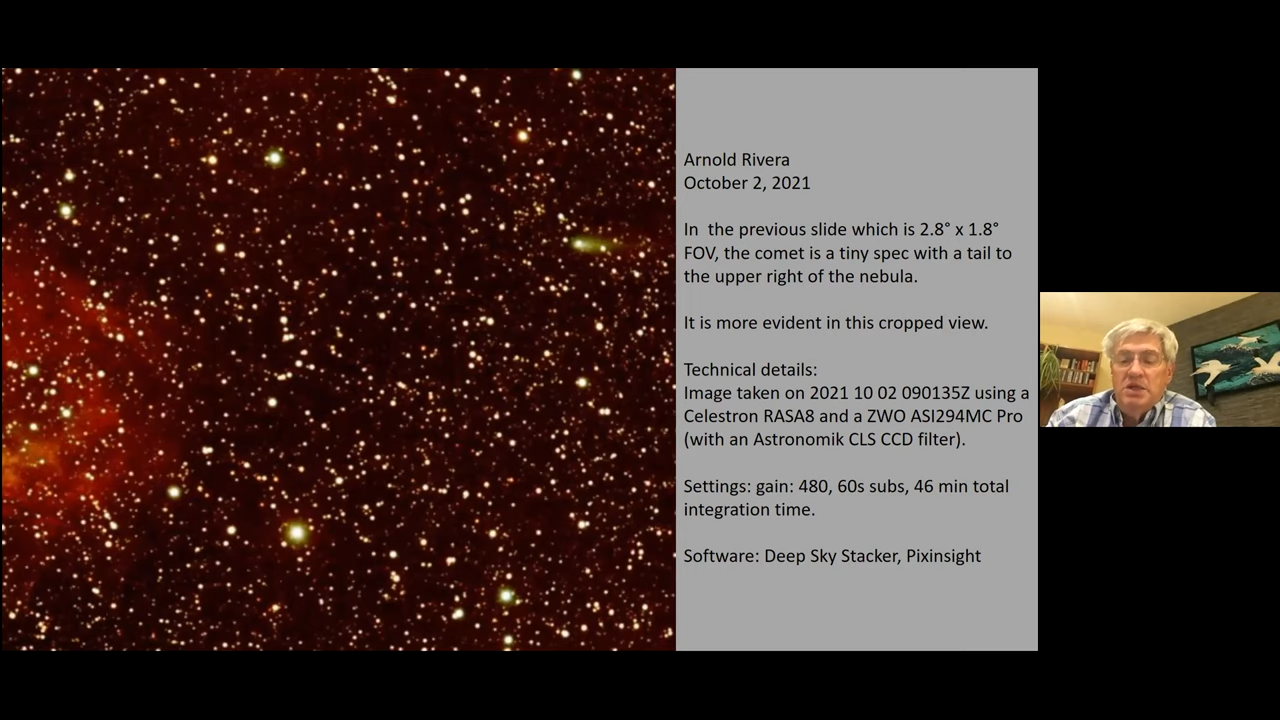 Arnold Rivera
October 2, 2021
In  the previous slide which is 2.8° x 1.8°
FOV, the comet is a tiny spec with a tail to
the upper right of the nebula.
It is more evident in this cropped view.
Technical details:
Image taken on 2021 10 02 090135Z using a
Celestron RASA8 and a ZWO ASI294MC Pro
(with an Astronomik CLS CCD filter).
Settings: gain: 480, 60s subs, 46 min total
integration time.
Software: Deep Sky Stacker, Pixinsight